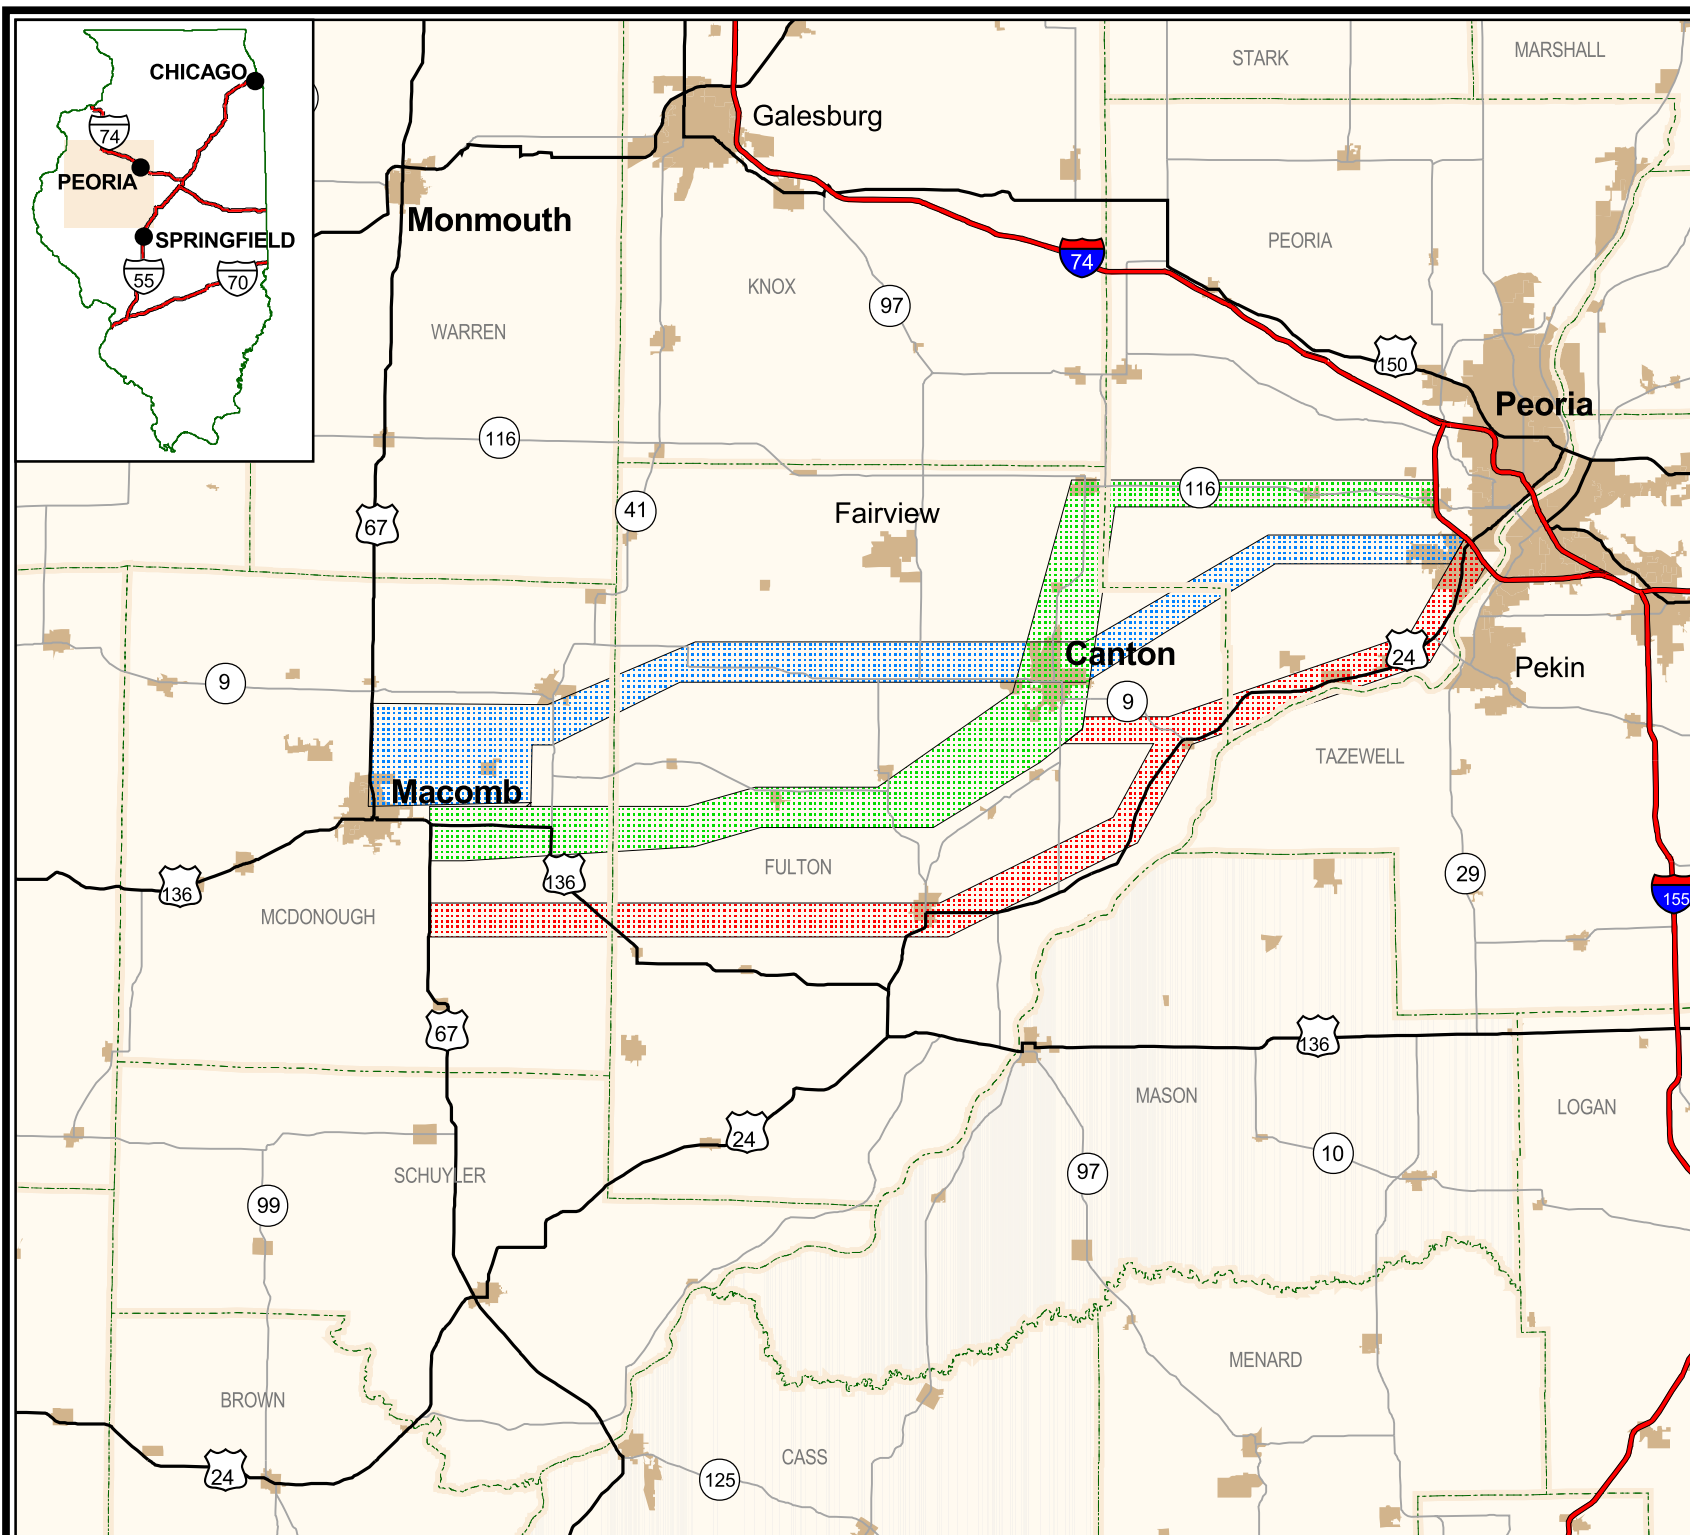 CHICAGO
74
PEORIA
SPRINGFIELD
55
70
STARK
MARSHALL
Galesburg
Monmouth
PEORIA
74
KNOX
97
WARREN
150
Peoria
116
116
41
Fairview
67
Canton
24
Pekin
9
9
TAZEWELL
Macomb
FULTON
136
136
29
155
MCDONOUGH
67
136
MASON
LOGAN
24
10
97
SCHUYLER
99
MENARD
BROWN
CASS
24
125